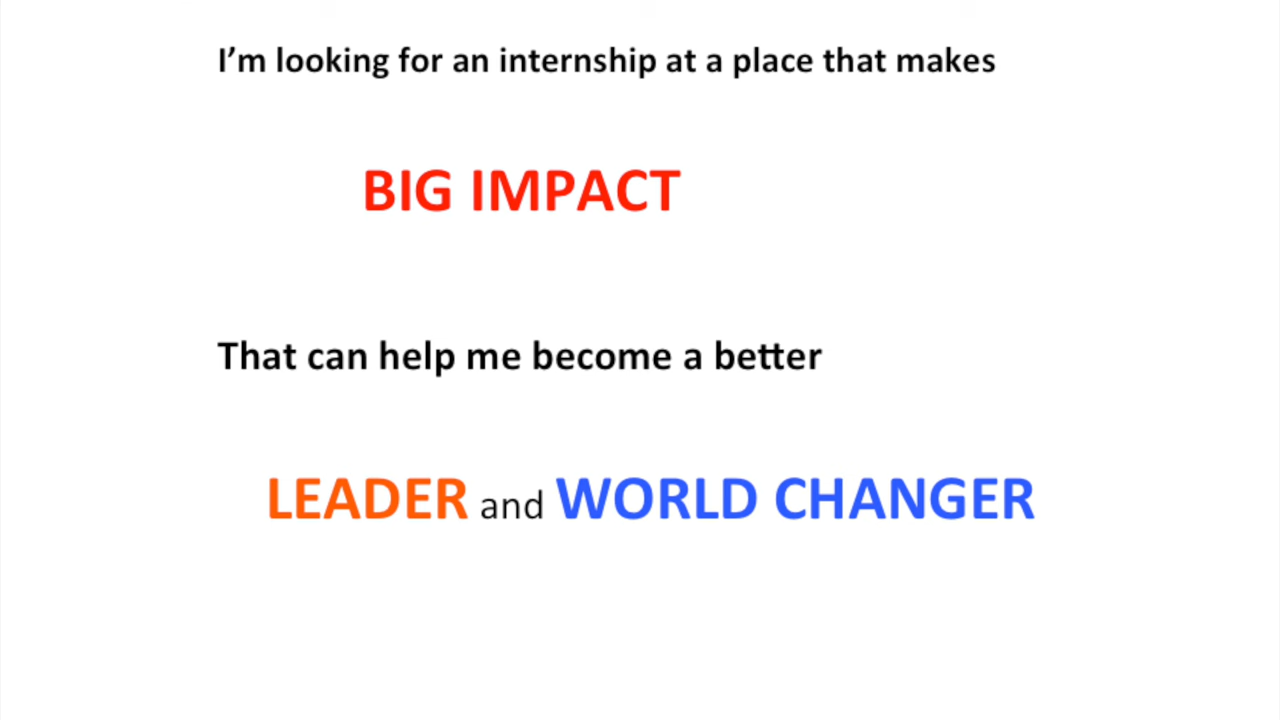 I’m looking for an internship at a place that makes
BIG IMPACT
That can help me become a better
LEADER and WORLD CHANGER